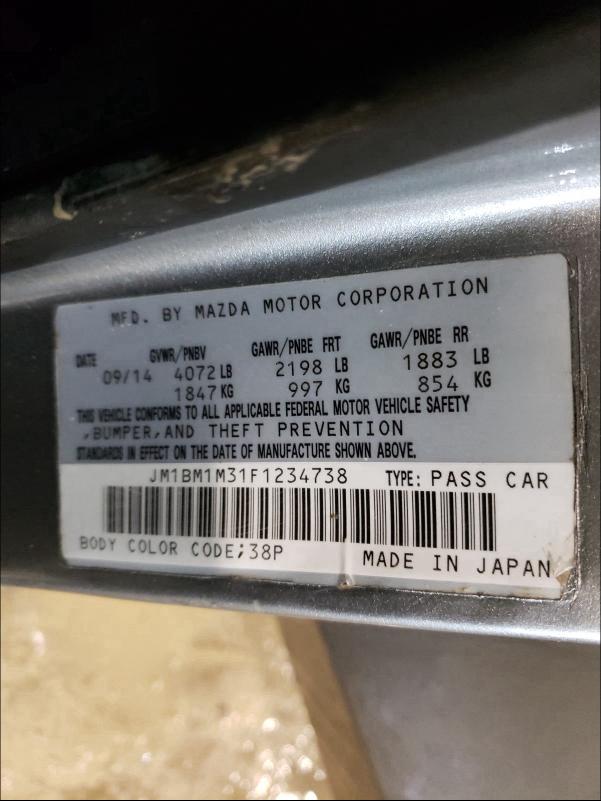 MFD. BY MAZDA MOTOR CORPORATION
DATE GVWR/PNBV GAWR/PNBE FRT GAWR/PNBE RR
09/14 4072 LB 2198 LB 1883 LB
1847 KG 997 KG 854 KG
THIS VEHICLE CONFORMS TO ALL APPLICABLE FEDERAL MOTOR VEHICLE SAFETY
,BUMPER,AND THEFT PREVENTION
STANDARDS IN EFFECT ON THE DATE OF MANUFACTURE SHOWN ABOVE.
JM1BM1M31F1234738 TYPE: PASS CAR
BODY COLOR CODE;38P MADE IN JAPAN